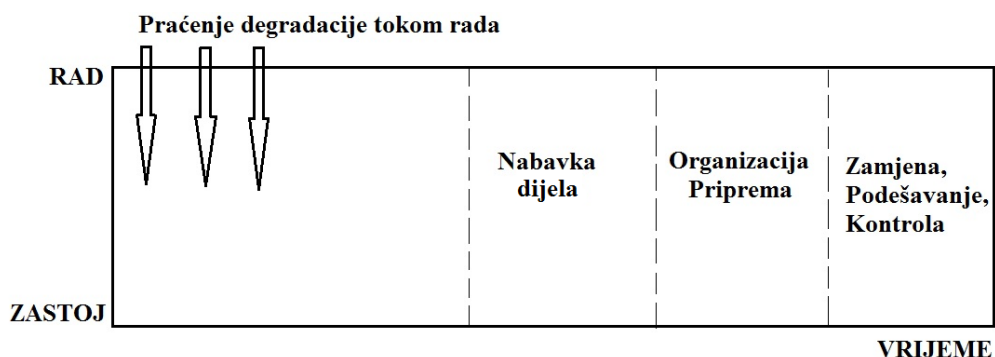 Praćenje degradacije tokom rada
RAD
Nabavka
dijela
Organizacija
Priprema
Zamjena,
Podešavanje,
Kontrola
ZASTOJ
VRIJEME